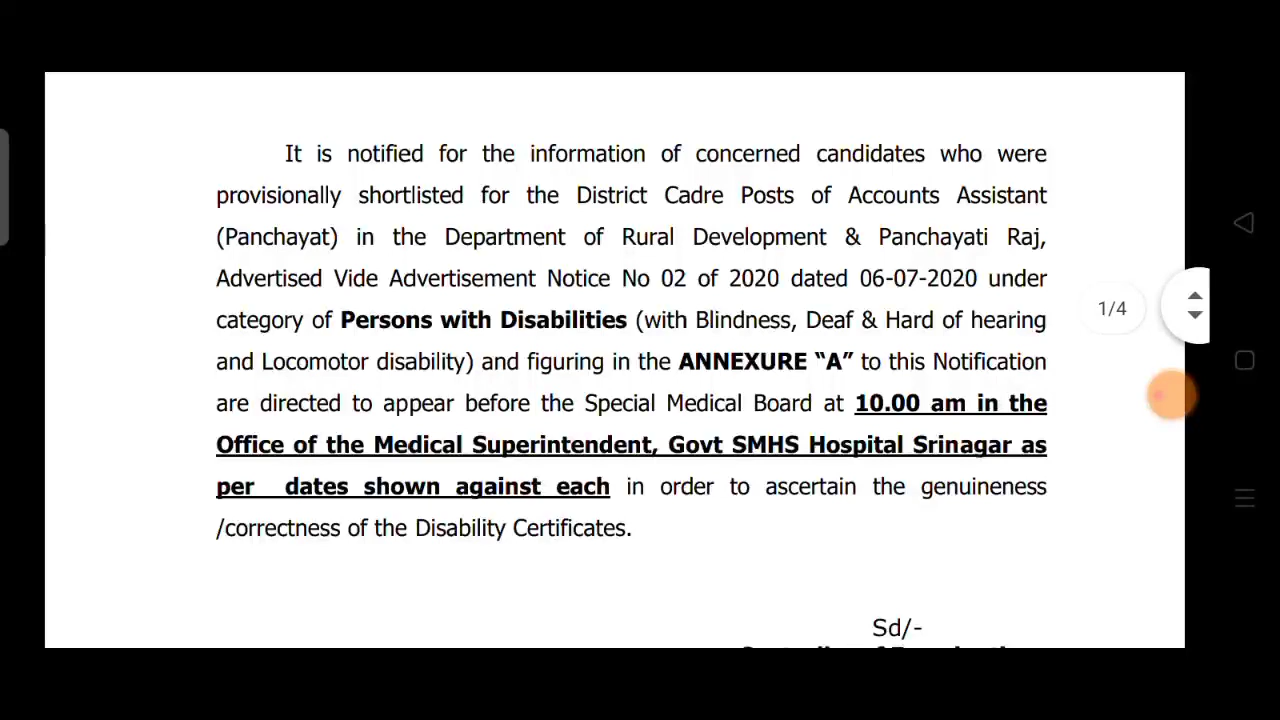 It is notified for the information of concerned candidates who were
provisionally shortlisted for the District Cadre Posts of Accounts Assistant
(Panchayat) in the Department of Rural Development & Panchayati Raj,
Advertised Vide Advertisement Notice No 02 of 2020 dated 06-07-2020 under
category of Persons with Disabilities (with Blindness, Deaf & Hard of hearing
and Locomotor disability) and figuring in the ANNEXURE “A” to this Notification
are directed to appear before the Special Medical Board at 10.00 am in the
Office of the Medical Superintendent, Govt SMHS Hospital Srinagar as
per dates shown against each in order to ascertain the genuineness
/correctness of the Disability Certificates.
1/4
Sd/-